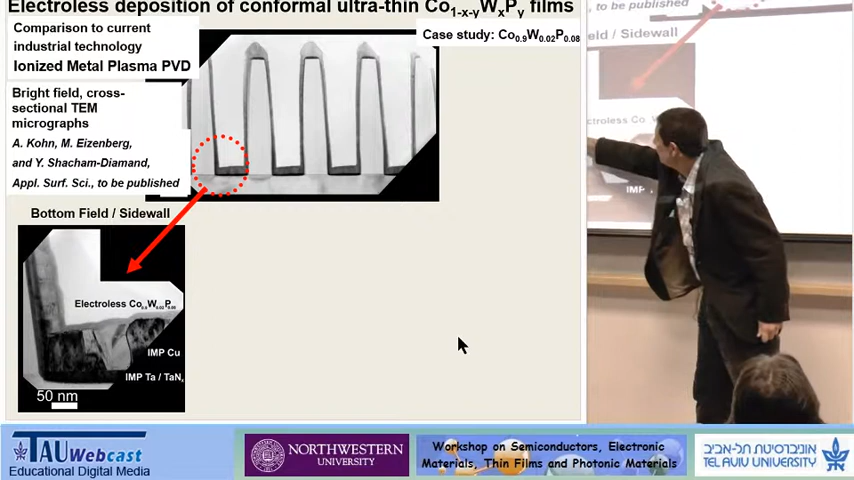 Electroless deposition of conformal ultra-thin Co1-x-yWxPy films
Comparison to current
industrial technology
Ionized Metal Plasma PVD
Case study: Co0.9W0.02P0.08
Bright field, cross-
sectional TEM
micrographs
A. Kohn, M. Eizenberg,
and Y. Shacham-Diamand,
Appl. Surf. Sci., to be published
Bottom Field / Sidewall
Electroless Co0.9W0.02P0.08
IMP Cu
IMP Ta / TaNx
50 nm
, to be published
ield / Sidewall
ctroless Co W
IMP
TAU Webcast
Educational Digital Media
NORTHWESTERN
UNIVERSITY
Workshop on Semiconductors, Electronic
Materials, Thin Films and Photonic Materials
אוניברסיטת תל-אביב
TEL AVIV UNIVERSITY